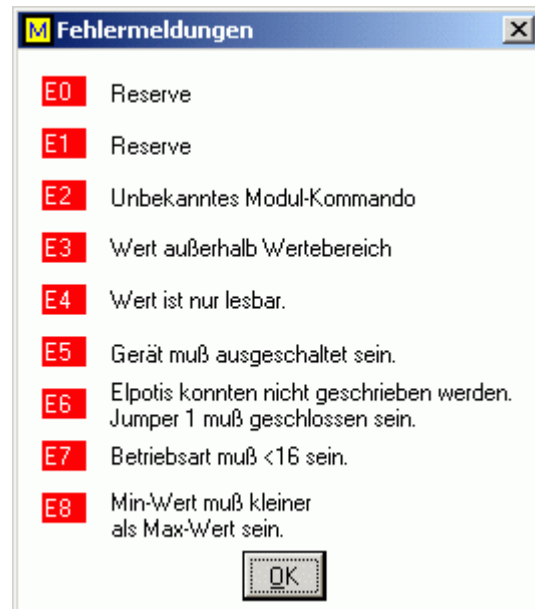 M Fehlermeldungen
E0 Reserve
E1 Reserve
E2 Unbekanntes Modul-Kommando
E3 Wert außerhalb Wertebereich
E4 Wert ist nur lesbar.
E5 Gerät muß ausgeschaltet sein.
E6 Elpotis konnten nicht geschrieben werden.
Jumper 1 muß geschlossen sein.
E7 Betriebsart muß <16 sein.
E8 Min-Wert muß kleiner
als Max-Wert sein.
OK